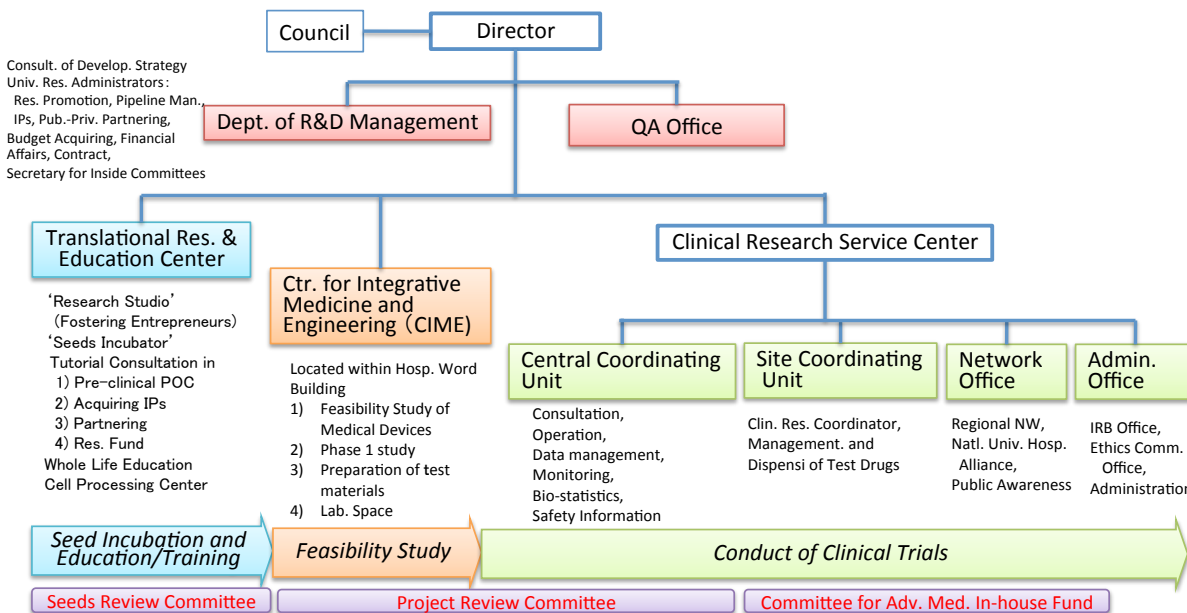 Council
Director
Consult. of Develop. Strategy
Univ. Res. Administrators:
Res. Promotion, Pipeline Man.,
IPs, Pub.-Priv. Partnering,
Budget Acquiring, Financial
Affairs, Contract,
Secretary for Inside Committees
Dept. of R&D Management
QA Office
Translational Res. &
Education Center
‘Research Studio’
(Fostering Entrepreneurs)
‘Seeds Incubator’
Tutorial Consultation in
1) Pre-clinical POC
2) Acquiring IPs
3) Partnering
4) Res. Fund
Whole Life Education
Cell Processing Center
Ctr. for Integrative
Medicine and
Engineering (CIME)
Located within Hosp. Word
Building
1) Feasibility Study of
Medical Devices
2) Phase 1 study
3) Preparation of test
materials
4) Lab. Space
Clinical Research Service Center
Central Coordinating
Unit
Consultation,
Operation,
Data management,
Monitoring,
Bio-statistics,
Safety Information
Site Coordinating
Unit
Clin. Res. Coordinator,
Management. and
Dispensi of Test Drugs
Network
Office
Regional NW,
Natl. Univ. Hosp.
Alliance,
Public Awareness
Admin.
Office
IRB Office,
Ethics Comm.
Office,
Administration
Seed Incubation and
Education/Training
Feasibility Study
Conduct of Clinical Trials
Seeds Review Committee
Project Review Committee
Committee for Adv. Med. In-house Fund